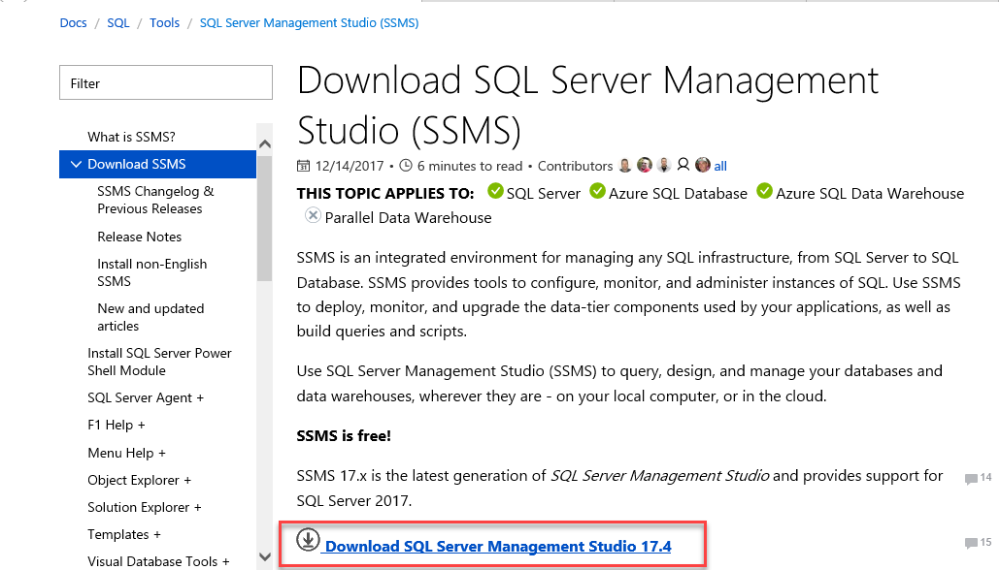 Docs / SQL / Tools / SQL Server Management Studio (SSMS)
Filter
What is SSMS?
Download SSMS
SSMS Changelog &
Previous Releases
Release Notes
Install non-English
SSMS
New and updated
articles
Install SQL Server Power
Shell Module
SQL Server Agent +
F1 Help +
Menu Help +
Object Explorer +
Solution Explorer +
Templates +
Visual Database Tools +
Download SQL Server Management
Studio (SSMS)
12/14/2017 • 6 minutes to read • Contributors all
THIS TOPIC APPLIES TO: SQL Server Azure SQL Database Azure SQL Data Warehouse
Parallel Data Warehouse
SSMS is an integrated environment for managing any SQL infrastructure, from SQL Server to SQL
Database. SSMS provides tools to configure, monitor, and administer instances of SQL. Use SSMS
to deploy, monitor, and upgrade the data-tier components used by your applications, as well as
build queries and scripts.
Use SQL Server Management Studio (SSMS) to query, design, and manage your databases and
data warehouses, wherever they are - on your local computer, or in the cloud.
SSMS is free!
SSMS 17.x is the latest generation of SQL Server Management Studio and provides support for
SQL Server 2017.
14
Download SQL Server Management Studio 17.4
15